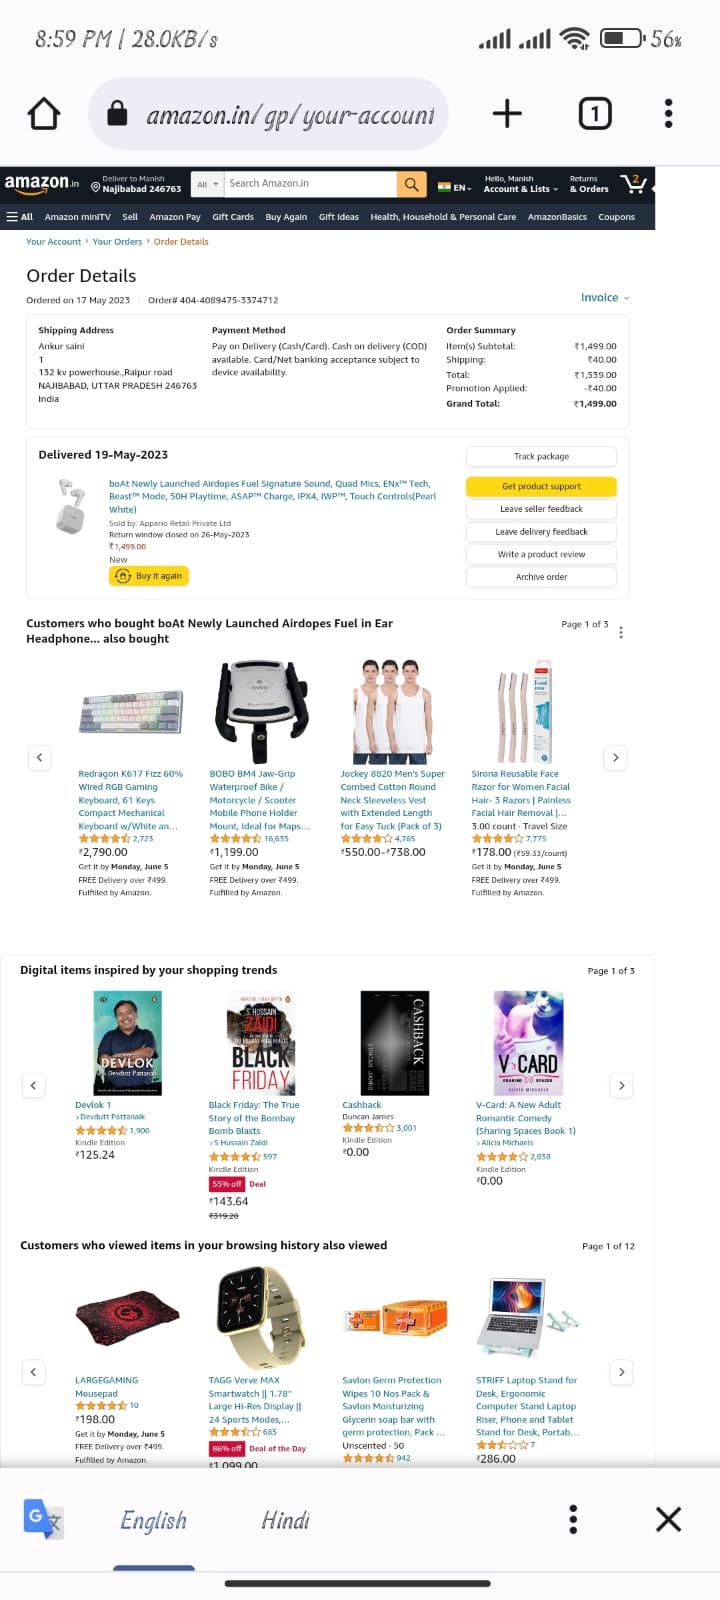 8:59 PM | 28.0KB/s
56%
amazon.in/gp/your-account
1
amazon.in
Deliver to Manish
Najibabad 246763
All
Search Amazon.in
EN
Hello, Manish
Account & Lists
Returns
& Orders
2
All Amazon miniTV Sell Amazon Pay Gift Cards Buy Again Gift Ideas Health, Household & Personal Care AmazonBasics Coupons
Your Account › Your Orders › Order Details
Order Details
Ordered on 17 May 2023 Order# 404-4089475-3374712
Invoice
Shipping Address
Ankur saini
1
132 kv powerhouse.,Raipur road
NAJIBABAD, UTTAR PRADESH 246763
India
Payment Method
Pay on Delivery (Cash/Card). Cash on delivery (COD)
available. Card/Net banking acceptance subject to
device availability.
Order Summary
Item(s) Subtotal: ₹1,499.00
Shipping: ₹40.00
Total: ₹1,539.00
Promotion Applied: -₹40.00
Grand Total: ₹1,499.00
Delivered 19-May-2023
boAt Newly Launched Airdopes Fuel Signature Sound, Quad Mics, ENx™ Tech,
Beast™ Mode, 50H Playtime, ASAP™ Charge, IPX4, IWP™, Touch Controls(Pearl
White)
Sold by: Appario Retail Private Ltd
Return window closed on 26-May-2023
₹1,499.00
New
Buy it again
Track package
Get product support
Leave seller feedback
Leave delivery feedback
Write a product review
Archive order
Customers who bought boAt Newly Launched Airdopes Fuel in Ear
Headphone... also bought
Page 1 of 3
Redragon K617 Fizz 60%
Wired RGB Gaming
Keyboard, 61 Keys
Compact Mechanical
Keyboard w/White an...
2,723
₹2,790.00
Get it by Monday, June 5
FREE Delivery over ₹499.
Fulfilled by Amazon.
BOBO BM4 Jaw-Grip
Waterproof Bike /
Motorcycle / Scooter
Mobile Phone Holder
Mount, Ideal for Maps...
16,635
₹1,199.00
Get it by Monday, June 5
FREE Delivery over ₹499.
Fulfilled by Amazon.
Jockey 8820 Men's Super
Combed Cotton Round
Neck Sleeveless Vest
with Extended Length
for Easy Tuck (Pack of 3)
4,765
₹550.00-₹738.00
Sirona Reusable Face
Razor for Women Facial
Hair- 3 Razors | Painless
Facial Hair Removal |...
3.00 count · Travel Size
7,775
₹178.00 (₹59.33/count)
Get it by Monday, June 5
FREE Delivery over ₹499.
Fulfilled by Amazon.
Digital items inspired by your shopping trends
Page 1 of 3
DEVLOK
Devdutt Pattanaik
Devlok 1
› Devdutt Pattanaik
1,900
Kindle Edition
₹125.24
S. HUSSAIN
ZAIDI
BLACK
FRIDAY
Black Friday: The True
Story of the Bombay
Bomb Blasts
› S Hussain Zaidi
597
Kindle Edition
55% off Deal
₹143.64
₹319.20
CASHBACK
DUNCAN JAMES
Cashback
Duncan James
3,001
Kindle Edition
₹0.00
V-CARD
SHARING SPACES
ALICIA MICHAELS
V-Card: A New Adult
Romantic Comedy
(Sharing Spaces Book 1)
› Alicia Michaels
2,038
Kindle Edition
₹0.00
Customers who viewed items in your browsing history also viewed
Page 1 of 12
LARGEGAMING
Mousepad
10
₹198.00
Get it by Monday, June 5
FREE Delivery over ₹499.
Fulfilled by Amazon.
TAGG Verve MAX
Smartwatch || 1.78"
Large Hi-Res Display ||
24 Sports Modes,...
685
86% off Deal of the Day
₹1,099.00
Savlon
Savlon Germ Protection
Wipes 10 Nos Pack &
Savlon Moisturizing
Glycerin soap bar with
germ protection, Pack ...
Unscented · 50
942
STRIFF Laptop Stand for
Desk, Ergonomic
Computer Stand Laptop
Riser, Phone and Tablet
Stand for Desk, Portab...
7
₹286.00
G
English
Hindi